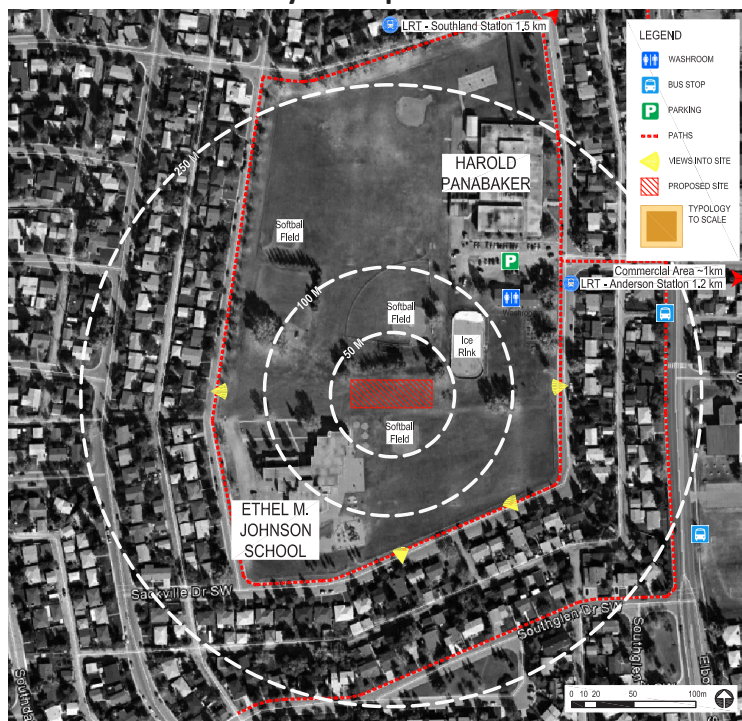 LRT - Southland Station 1.5 km
LEGEND
WASHROOM
BUS STOP
P
PARKING
PATHS
VIEWS INTO SITE
PROPOSED SITE
TYPOLOGY
TO SCALE
250 M
HAROLD
PANABAKER
Softball
Field
P
Commercial Area ~1km
LRT - Anderson Station 1.2 km
100 M
Washroom
Softball
Field
Ice
Rink
50 M
Softball
Field
ETHEL M.
JOHNSON
SCHOOL
Sackville Dr SW
Southglen Dr SW
0 10 20 50 100m